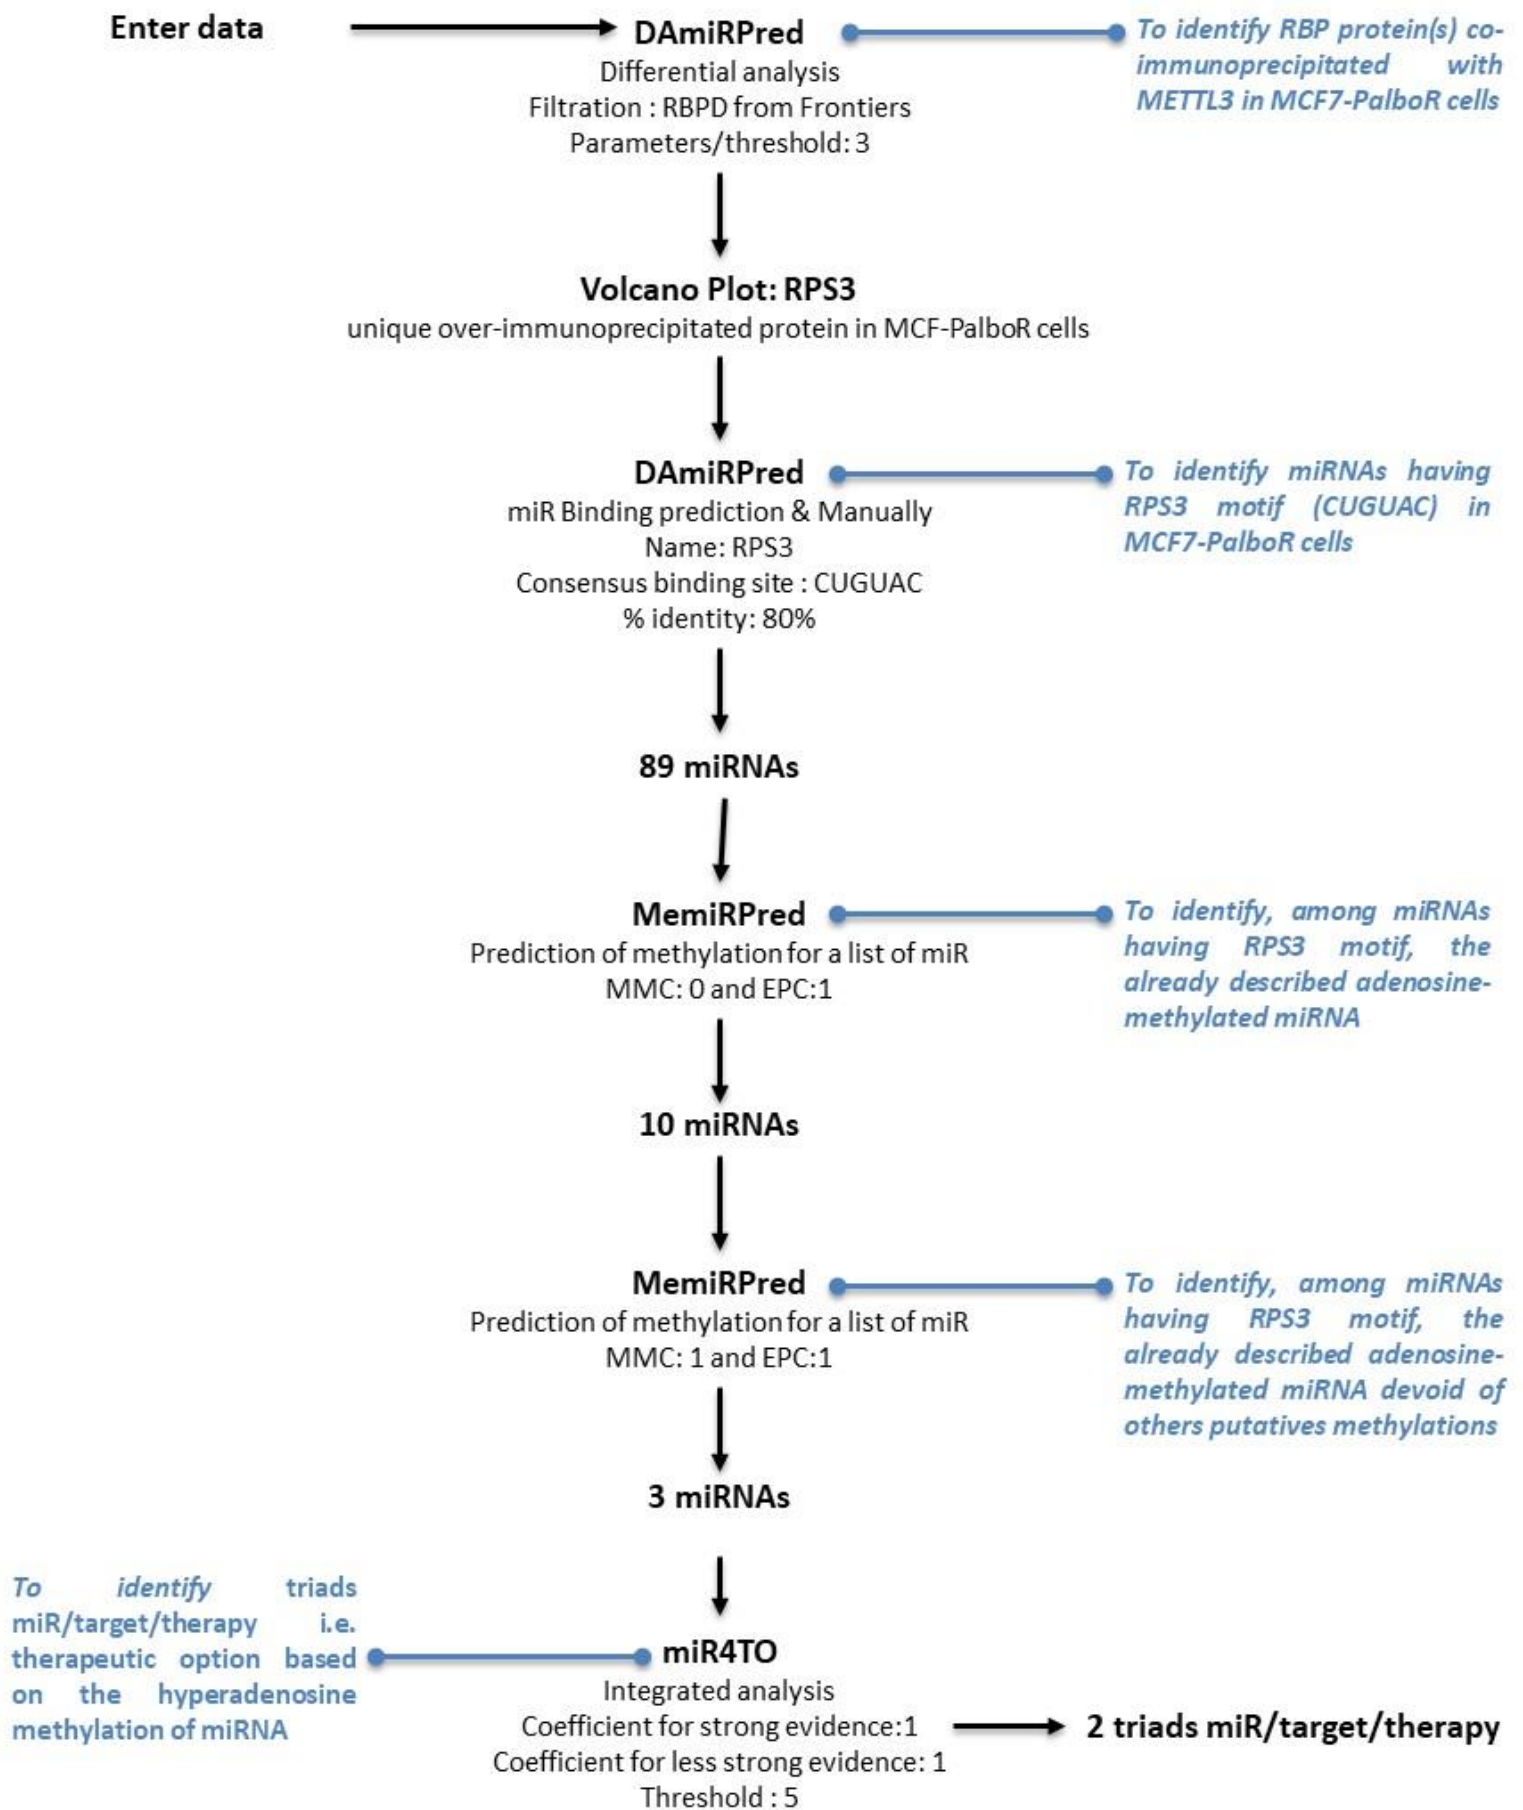 Enter data
DAmiRPred
Differential analysis
Filtration : RBPD from Frontiers
Parameters/threshold: 3
To identify RBP protein(s) co-
immunoprecipitated with
METTL3 in MCF7-PalboR cells
Volcano Plot: RPS3
unique over-immunoprecipitated protein in MCF-PalboR cells
DAmiRPred
miR Binding prediction & Manually
Name: RPS3
Consensus binding site : CUGUAC
% identity: 80%
To identify miRNAs having
RPS3 motif (CUGUAC) in
MCF7-PalboR cells
89 miRNAs
MemiRPred
Prediction of methylation for a list of miR
MMC: 0 and EPC:1
To identify, among miRNAs
having RPS3 motif, the
already described adenosine-
methylated miRNA
10 miRNAs
MemiRPred
Prediction of methylation for a list of miR
MMC: 1 and EPC:1
To identify, among miRNAs
having RPS3 motif, the
already described adenosine-
methylated miRNA devoid of
others putatives methylations
3 miRNAs
To identify triads
miR/target/therapy i.e.
therapeutic option based
on the hyperadenosine
methylation of miRNA
miR4TO
Integrated analysis
Coefficient for strong evidence:1
Coefficient for less strong evidence: 1
Threshold : 5
2 triads miR/target/therapy